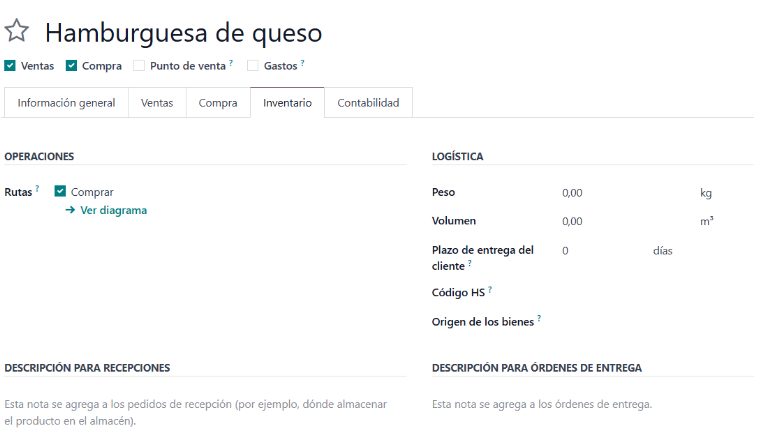 Hamburguesa de queso
Ventas Compra Punto de venta ? Gastos ?
Información general Ventas Compra Inventario Contabilidad
OPERACIONES
Rutas ? Comprar
→ Ver diagrama
LOGÍSTICA
Peso 0,00 kg
Volumen 0,00 m³
Plazo de entrega del
cliente ? 0 días
Código HS ?
Origen de los bienes ?
DESCRIPCIÓN PARA RECEPCIONES
Esta nota se agrega a los pedidos de recepción (por ejemplo, dónde almacenar
el producto en el almacén).
DESCRIPCIÓN PARA ÓRDENES DE ENTREGA
Esta nota se agrega a los órdenes de entrega.